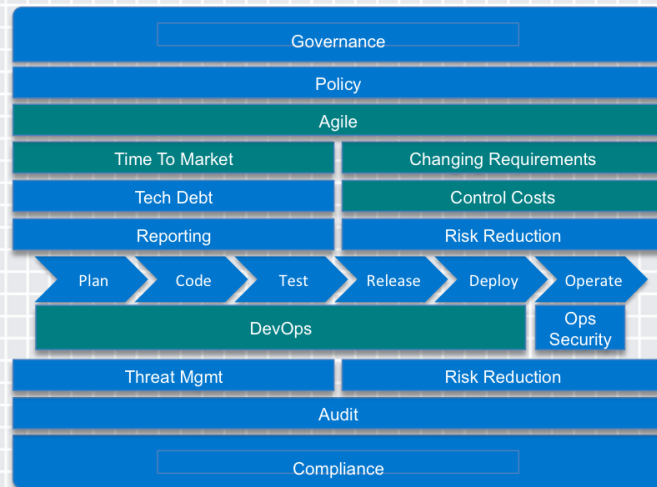 Governance
Policy
Agile
Time To Market
Changing Requirements
Tech Debt
Control Costs
Reporting
Risk Reduction
Plan
Code
Test
Release
Deploy
Operate
DevOps
Ops
Security
Threat Mgmt
Risk Reduction
Audit
Compliance